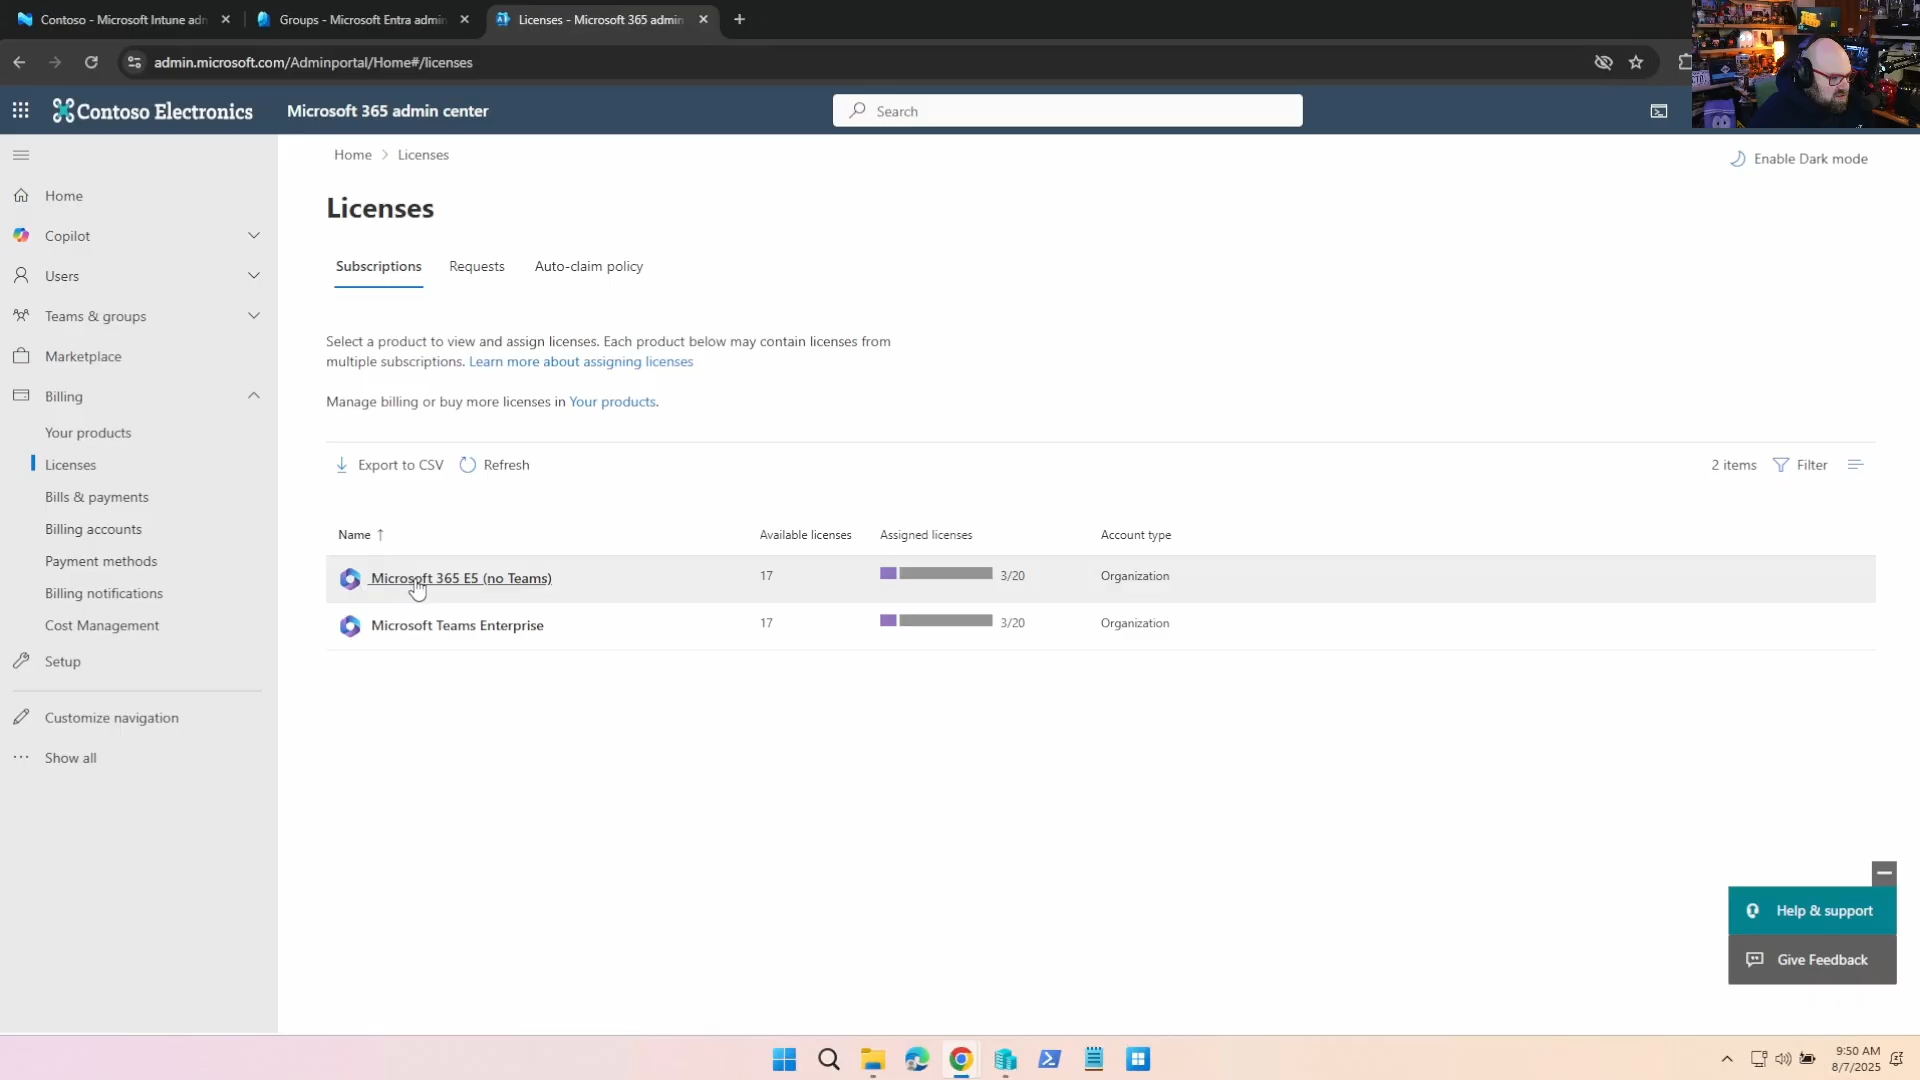 Contoso - Microsoft Intune adn
Groups - Microsoft Entra admin
Licenses - Microsoft 365 admin
admin.microsoft.com/Adminportal/Home#/licenses
Contoso Electronics
Microsoft 365 admin center
Search
Home
Copilot
Users
Teams & groups
Marketplace
Billing
Your products
Licenses
Bills & payments
Billing accounts
Payment methods
Billing notifications
Cost Management
Setup
Customize navigation
Show all
Home > Licenses
Enable Dark mode
Licenses
Subscriptions
Requests
Auto-claim policy
Select a product to view and assign licenses. Each product below may contain licenses from
multiple subscriptions. Learn more about assigning licenses
Manage billing or buy more licenses in Your products.
Export to CSV
Refresh
2 items
Filter
Name ↑ Available licenses Assigned licenses Account type
Microsoft 365 E5 (no Teams) 17 3/20 Organization
Microsoft Teams Enterprise 17 3/20 Organization
Help & support
Give Feedback
9:50 AM
8/7/2025